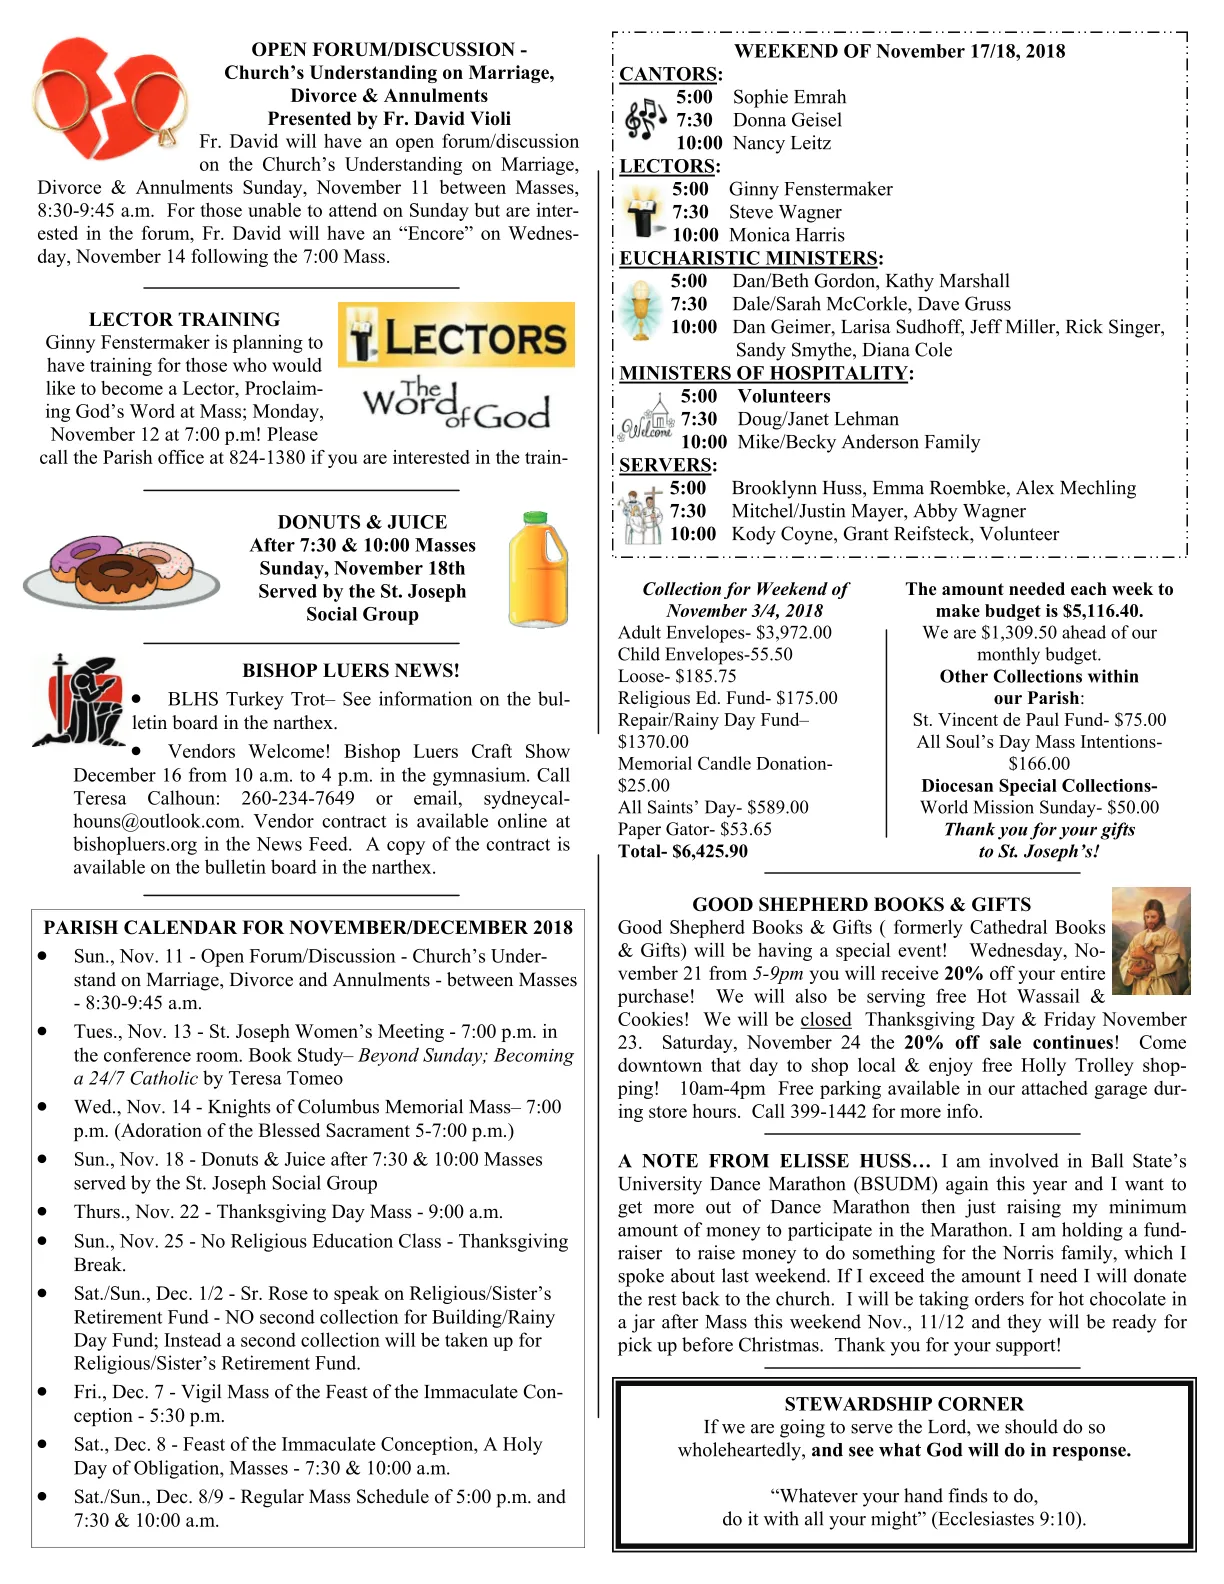 OPEN FORUM/DISCUSSION -
Church's Understanding on Marriage,
Divorce & Annulments
Presented by Fr. David Violi
Fr. David will have an open forum/discussion
on the Church's Understanding on Marriage,
Divorce & Annulments Sunday, November 11 between Masses,
8:30-9:45 a.m.  For those unable to attend on Sunday but are inter-
ested in the forum, Fr. David will have an “Encore” on Wednes-
day, November 14 following the 7:00 Mass.
LECTOR TRAINING
Ginny Fenstermaker is planning to
have training for those who would
like to become a Lector, Proclaim-
ing God's Word at Mass; Monday,
November 12 at 7:00 p.m! Please
call the Parish office at 824-1380 if you are interested in the train-
LECTORS
The
Word
of God
DONUTS & JUICE
After 7:30 & 10:00 Masses
Sunday, November 18th
Served by the St. Joseph
Social Group
BISHOP LUERS NEWS!
• BLHS Turkey Trot– See information on the bul-
letin board in the narthex.
• Vendors Welcome! Bishop Luers Craft Show
December 16 from 10 a.m. to 4 p.m. in the gymnasium. Call
Teresa Calhoun: 260-234-7649 or email, sydneycal-
houns@outlook.com. Vendor contract is available online at
bishopluers.org in the News Feed.  A copy of the contract is
available on the bulletin board in the narthex.
PARISH CALENDAR FOR NOVEMBER/DECEMBER 2018
• Sun., Nov. 11 - Open Forum/Discussion - Church's Under-
stand on Marriage, Divorce and Annulments - between Masses
- 8:30-9:45 a.m.
• Tues., Nov. 13 - St. Joseph Women's Meeting - 7:00 p.m. in
the conference room. Book Study– Beyond Sunday; Becoming
a 24/7 Catholic by Teresa Tomeo
• Wed., Nov. 14 - Knights of Columbus Memorial Mass– 7:00
p.m. (Adoration of the Blessed Sacrament 5-7:00 p.m.)
• Sun., Nov. 18 - Donuts & Juice after 7:30 & 10:00 Masses
served by the St. Joseph Social Group
• Thurs., Nov. 22 - Thanksgiving Day Mass - 9:00 a.m.
• Sun., Nov. 25 - No Religious Education Class - Thanksgiving
Break.
• Sat./Sun., Dec. 1/2 - Sr. Rose to speak on Religious/Sister's
Retirement Fund - NO second collection for Building/Rainy
Day Fund; Instead a second collection will be taken up for
Religious/Sister's Retirement Fund.
• Fri., Dec. 7 - Vigil Mass of the Feast of the Immaculate Con-
ception - 5:30 p.m.
• Sat., Dec. 8 - Feast of the Immaculate Conception, A Holy
Day of Obligation, Masses - 7:30 & 10:00 a.m.
• Sat./Sun., Dec. 8/9 - Regular Mass Schedule of 5:00 p.m. and
7:30 & 10:00 a.m.
WEEKEND OF November 17/18, 2018
CANTORS:
5:00 Sophie Emrah
7:30 Donna Geisel
10:00 Nancy Leitz
LECTORS:
5:00 Ginny Fenstermaker
7:30 Steve Wagner
10:00 Monica Harris
EUCHARISTIC MINISTERS:
5:00 Dan/Beth Gordon, Kathy Marshall
7:30 Dale/Sarah McCorkle, Dave Gruss
10:00 Dan Geimer, Larisa Sudhoff, Jeff Miller, Rick Singer,
Sandy Smythe, Diana Cole
MINISTERS OF HOSPITALITY:
Welcome
5:00 Volunteers
7:30 Doug/Janet Lehman
10:00 Mike/Becky Anderson Family
SERVERS:
5:00 Brooklynn Huss, Emma Roembke, Alex Mechling
7:30 Mitchel/Justin Mayer, Abby Wagner
10:00 Kody Coyne, Grant Reifsteck, Volunteer
Collection for Weekend of
November 3/4, 2018
Adult Envelopes- $3,972.00
Child Envelopes-55.50
Loose- $185.75
Religious Ed. Fund- $175.00
Repair/Rainy Day Fund–
$1370.00
Memorial Candle Donation-
$25.00
All Saints' Day- $589.00
Paper Gator- $53.65
Total- $6,425.90
The amount needed each week to
make budget is $5,116.40.
We are $1,309.50 ahead of our
monthly budget.
Other Collections within
our Parish:
St. Vincent de Paul Fund- $75.00
All Soul's Day Mass Intentions-
$166.00
Diocesan Special Collections-
World Mission Sunday- $50.00
Thank you for your gifts
to St. Joseph's!
GOOD SHEPHERD BOOKS & GIFTS
Good Shepherd Books & Gifts ( formerly Cathedral Books
& Gifts) will be having a special event!  Wednesday, No-
vember 21 from 5-9pm you will receive 20% off your entire
purchase!  We will also be serving free Hot Wassail &
Cookies!  We will be closed  Thanksgiving Day & Friday November
23.  Saturday, November 24 the 20% off sale continues!  Come
downtown that day to shop local & enjoy free Holly Trolley shop-
ping!  10am-4pm  Free parking available in our attached garage dur-
ing store hours.  Call 399-1442 for more info.
A NOTE FROM ELISSE HUSS… I am involved in Ball State's
University Dance Marathon (BSUDM) again this year and I want to
get more out of Dance Marathon then just raising my minimum
amount of money to participate in the Marathon. I am holding a fund-
raiser  to raise money to do something for the Norris family, which I
spoke about last weekend. If I exceed the amount I need I will donate
the rest back to the church.  I will be taking orders for hot chocolate in
a jar after Mass this weekend Nov., 11/12 and they will be ready for
pick up before Christmas.  Thank you for your support!
STEWARDSHIP CORNER
If we are going to serve the Lord, we should do so
wholeheartedly, and see what God will do in response.
“Whatever your hand finds to do,
do it with all your might” (Ecclesiastes 9:10).